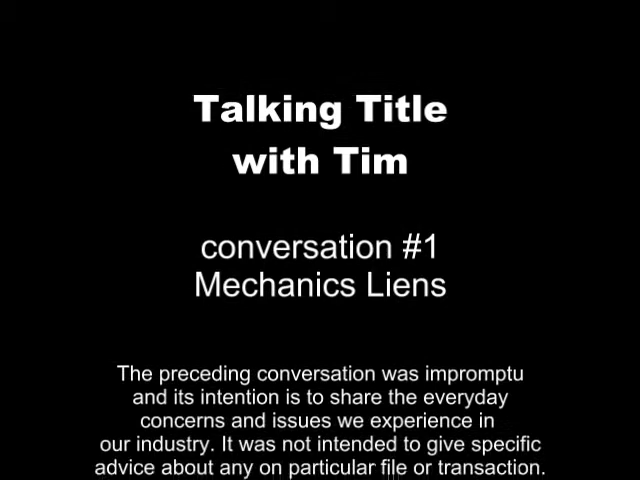 Talking Title
with Tim
conversation #1
Mechanics Liens
The preceding conversation was impromptu
and its intention is to share the everyday
concerns and issues we experience in
our industry. It was not intended to give specific
advice about any on particular file or transaction.